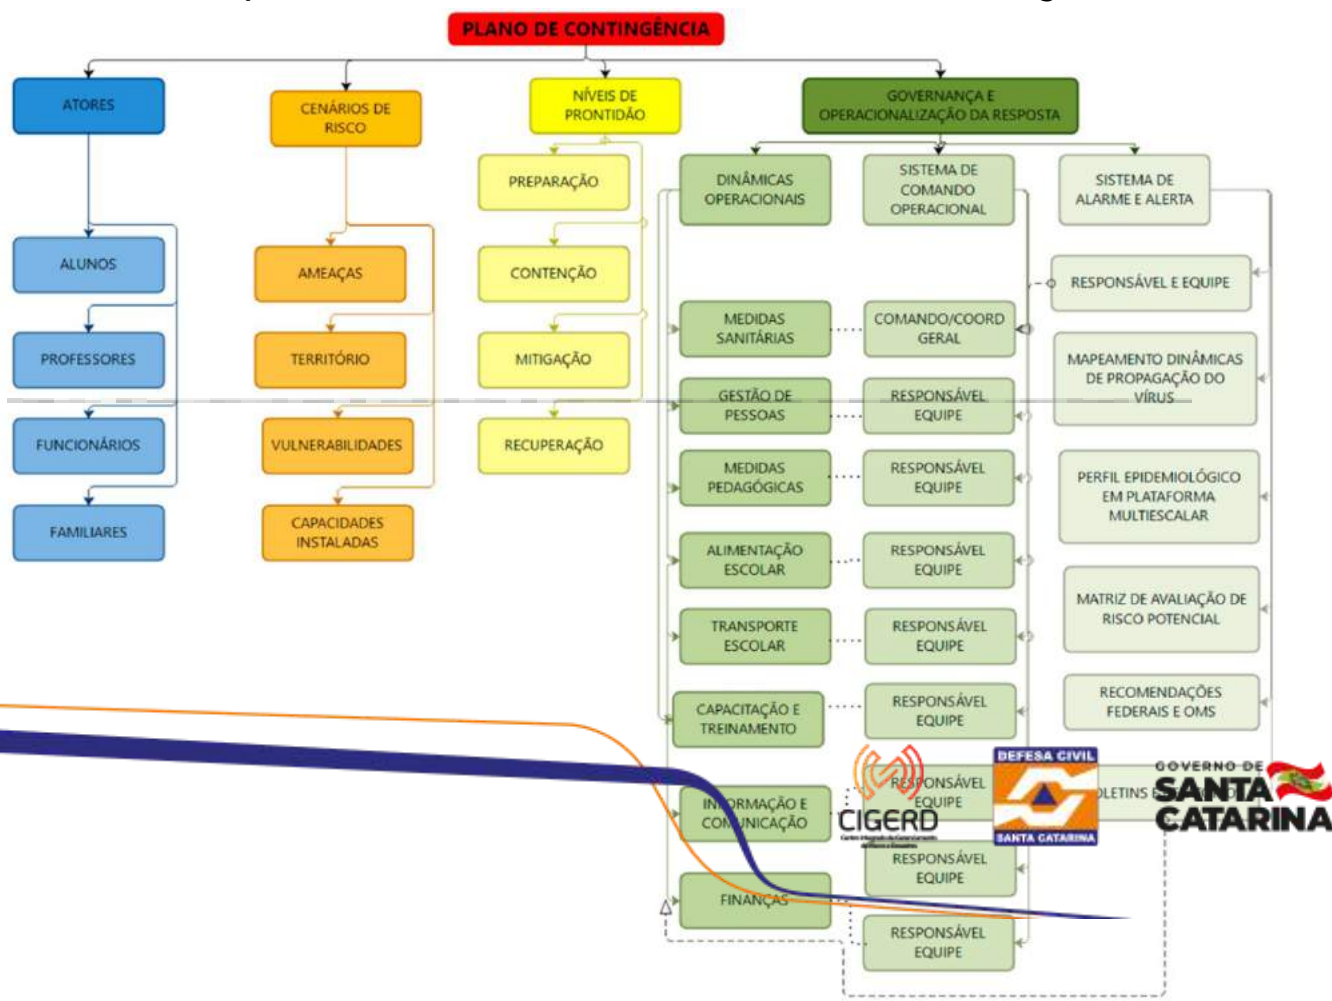 PLANO DE CONTINGÊNCIA
ATORES
CENÁRIOS DE
RISCO
NÍVEIS DE
PRONTIDÃO
GOVERNANÇA E
OPERACIONALIZAÇÃO DA RESPOSTA
PREPARAÇÃO
DINÂMICAS
OPERACIONAIS
SISTEMA DE
COMANDO
OPERACIONAL
SISTEMA DE
ALARME E ALERTA
ALUNOS
AMEAÇAS
CONTENÇÃO
RESPONSÁVEL E EQUIPE
MEDIDAS
SANITÁRIAS
COMANDO/COORD
GERAL
PROFESSORES
TERRITÓRIO
MITIGAÇÃO
MAPEAMENTO DINÂMICAS
DE PROPAGAÇÃO DO
VÍRUS
GESTÃO DE
PESSOAS
RESPONSÁVEL
EQUIPE
FUNCIONÁRIOS
VULNERABILIDADES
RECUPERAÇÃO
MEDIDAS
PEDAGÓGICAS
RESPONSÁVEL
EQUIPE
PERFIL EPIDEMIOLÓGICO
EM PLATAFORMA
MULTIESCALAR
FAMILIARES
CAPACIDADES
INSTALADAS
ALIMENTAÇÃO
ESCOLAR
RESPONSÁVEL
EQUIPE
MATRIZ DE AVALIAÇÃO DE
RISCO POTENCIAL
TRANSPORTE
ESCOLAR
RESPONSÁVEL
EQUIPE
RECOMENDAÇÕES
FEDERAIS E OMS
CAPACITAÇÃO E
TREINAMENTO
RESPONSÁVEL
EQUIPE
INFORMAÇÃO E
COMUNICAÇÃO
RESPONSÁVEL
EQUIPE
CIGERD
DEFESA CIVIL
SANTA CATARINA
GOVERNO DE
SANTA
CATARINA
RESPONSÁVEL
EQUIPE
FINANÇAS
RESPONSÁVEL
EQUIPE